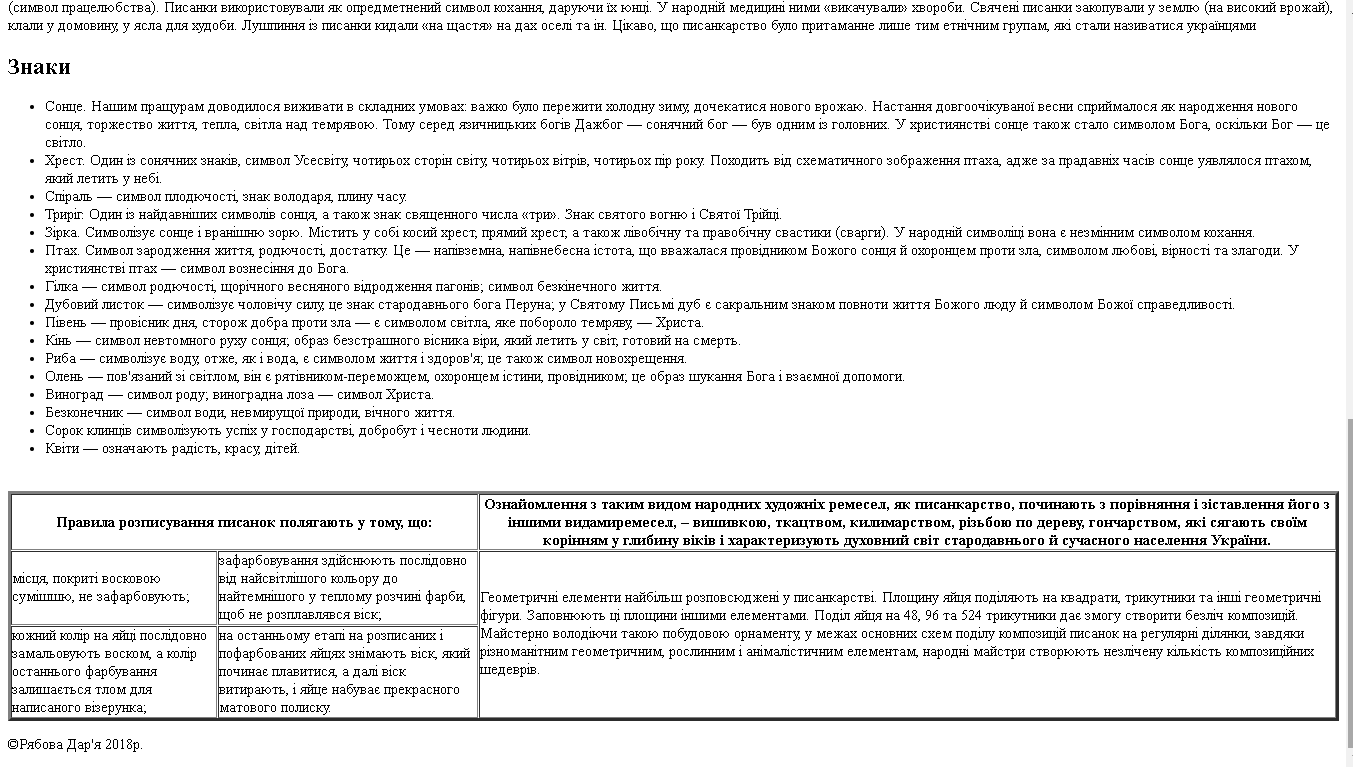 (символ працелюбства). Писанки використовували як опредметнений символ кохання, даруючи їх юнці. У народній медицині ними «викачували» хвороби. Свячені писанки закопували у землю (на високий врожай),
клали у домовину, у ясла для худоби. Лушпиння із писанки кидали «на щастя» на дах оселі та ін. Цікаво, що писанкарство було притаманне лише тим етнічним групам, які стали називатися українцями
Знаки
• Сонце. Нашим пращурам доводилося виживати в складних умовах: важко було пережити холодну зиму, дочекатися нового врожаю. Настання довгоочікуваної весни сприймалося як народження нового
сонця, торжество життя, тепла, світла над темрявою. Тому серед язичницьких богів Дажбог — сонячний бог — був одним із головних. У християнстві сонце також стало символом Бога, оскільки Бог — це
світло.
• Хрест. Один із сонячних знаків, символ Усесвіту, чотирьох сторін світу, чотирьох вітрів, чотирьох пір року. Походить від схематичного зображення птаха, адже за прадавніх часів сонце уявлялося птахом,
який летить у небі.
• Спіраль — символ плодючості, знак володаря, плину часу.
• Триріг. Один із найдавніших символів сонця, а також знак священного числа «три». Знак святого вогню і Святої Трійці.
• Зірка. Символізує сонце і вранішню зорю. Містить у собі косий хрест, прямий хрест, а також лівобічну та правобічну свастики (сварги). У народній символіці вона є незмінним символом кохання.
• Птах. Символ зародження життя, родючості, достатку. Це — напівземна, напівнебесна істота, що вважалася провідником Божого сонця й охоронцем проти зла, символом любові, вірності та злагоди. У
християнстві птах — символ вознесіння до Бога.
• Гілка — символ родючості, щорічного весняного відродження пагонів; символ безкінечного життя.
• Дубовий листок — символізує чоловічу силу, це знак стародавнього бога Перуна; у Святому Письмі дуб є сакральним знаком повноти життя Божого люду й символом Божої справедливості.
• Півень — провісник дня, сторож добра проти зла — є символом світла, яке побороло темряву, — Христа.
• Кінь — символ невтомного руху сонця; образ безстрашного вісника віри, який летить у світ, готовий на смерть.
• Риба — символізує воду, отже, як і вода, є символом життя і здоров'я; це також символ новохрещення.
• Олень — пов'язаний зі світлом, він є рятівником-переможцем, охоронцем істини, провідником; це образ шукання Бога і взаємної допомоги.
• Виноград — символ роду; виноградна лоза — символ Христа.
• Безконечник — символ води, невмирущої природи, вічного життя.
• Сорок клинців символізують успіх у господарстві, добробут і чесноти людини.
• Квіти — означають радість, красу, дітей.
Правила розписування писанок полягають у тому, що:
Ознайомлення з таким видом народних художніх ремесел, як писанкарство, починають з порівняння і зіставлення його з
іншими видамиремесел, – вишивкою, ткацтвом, килимарством, різьбою по дереву, гончарством, які сягають своїм
корінням у глибину віків і характеризують духовний світ стародавнього й сучасного населення України.
місця, покриті восковою
сумішшю, не зафарбовують;
зафарбовування здійснюють послідовно
від найсвітлішого кольору до
найтемнішого у теплому розчині фарби,
щоб не розплавлявся віск;
Геометричні елементи найбільш розповсюджені у писанкарстві. Площину яйця поділяють на квадрати, трикутники та інші геометричні
фігури. Заповнюють ці площини іншими елементами. Поділ яйця на 48, 96 та 524 трикутники дає змогу створити безліч композицій.
Майстерно володіючи такою побудовою орнаменту, у межах основних схем поділу композицій писанок на регулярні ділянки, завдяки
різноманітним геометричним, рослинним і анімалістичним елементам, народні майстри створюють незлічену кількість композиційних
шедеврів.
кожний колір на яйці послідовно
замальовують воском, а колір
останнього фарбування
залишається тлом для
написаного візерунка;
на останньому етапі на розписаних і
пофарбованих яйцях знімають віск, який
починає плавитися, а далі віск
витирають, і яйце набуває прекрасного
матового полиску.
©Рябова Дар'я 2018р.